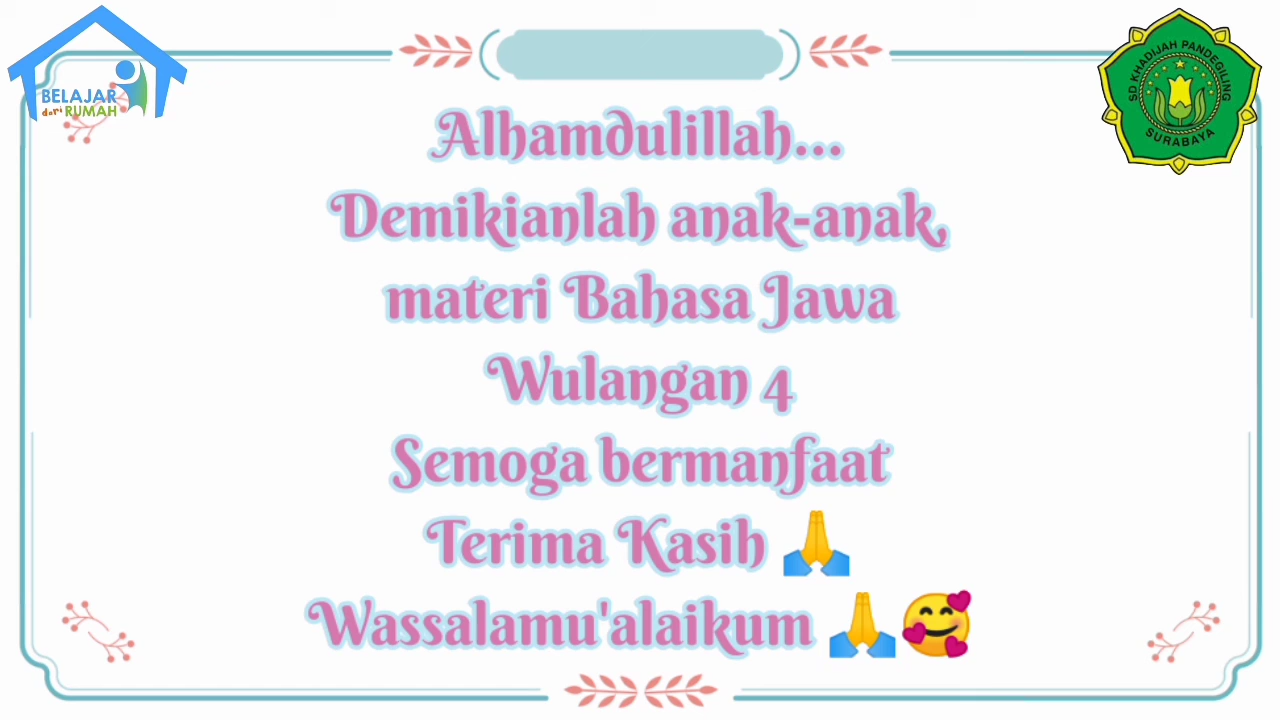 BELAJAR
dari RUMAH
SD KHADIJAH PANDEGILING
SURABAYA
Alhamdulillah...
Demikianlah anak-anak,
materi Bahasa Jawa
Wulangan 4
Semoga bermanfaat
Terima Kasih 🙏
Wassalamu'alaikum 🙏🥰